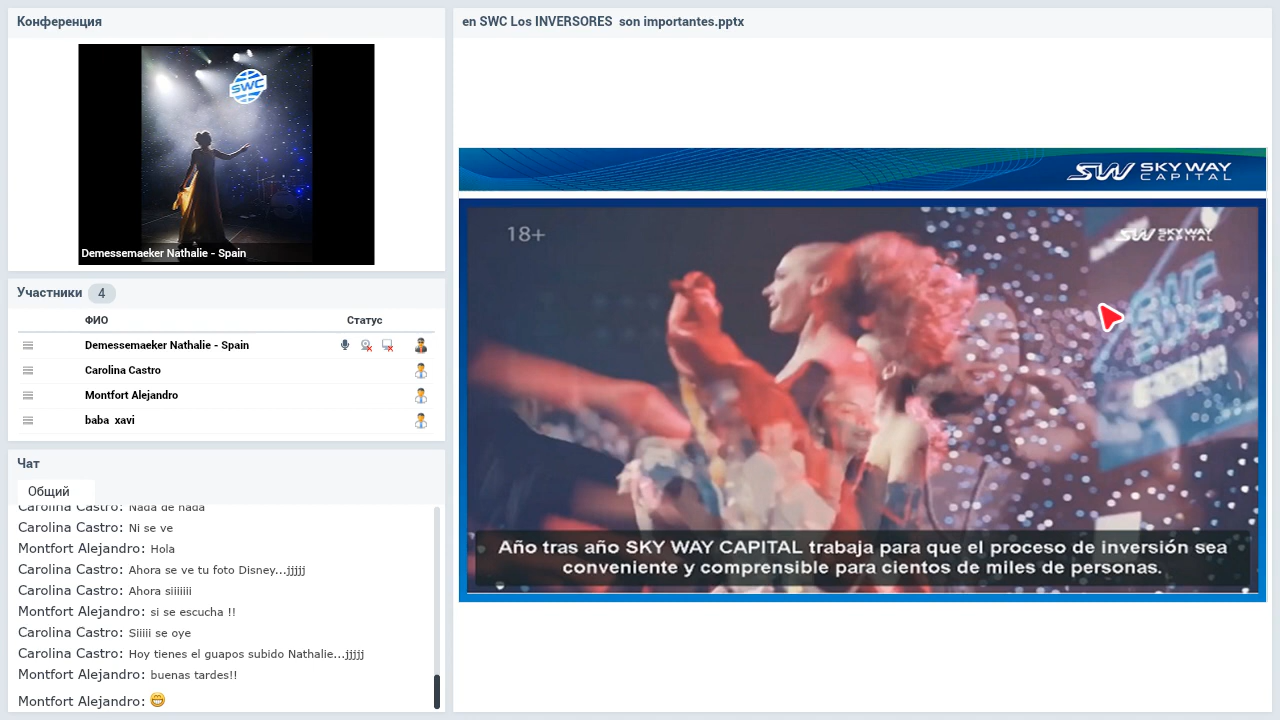 Конференция
SWC
Demessemaeker Nathalie - Spain
Участники 4
ФИО Статус
Demessemaeker Nathalie - Spain
Carolina Castro
Montfort Alejandro
baba xavi
Чат
Общий
Carolina Castro: Nada de nada
Carolina Castro: Ni se ve
Montfort Alejandro: Hola
Carolina Castro: Ahora se ve tu foto Disney...jjjjj
Carolina Castro: Ahora siiiiiii
Montfort Alejandro: si se escucha !!
Carolina Castro: Siiiii se oye
Carolina Castro: Hoy tienes el guapos subido Nathalie...jjjjj
Montfort Alejandro: buenas tardes!!
Montfort Alejandro: 😁
en SWC Los INVERSORES son importantes.pptx
SW SKY WAY
CAPITAL
18+
SW SKY WAY
CAPITAL
SWC
Año tras año SKY WAY CAPITAL trabaja para que el proceso de inversión sea
conveniente y comprensible para cientos de miles de personas.